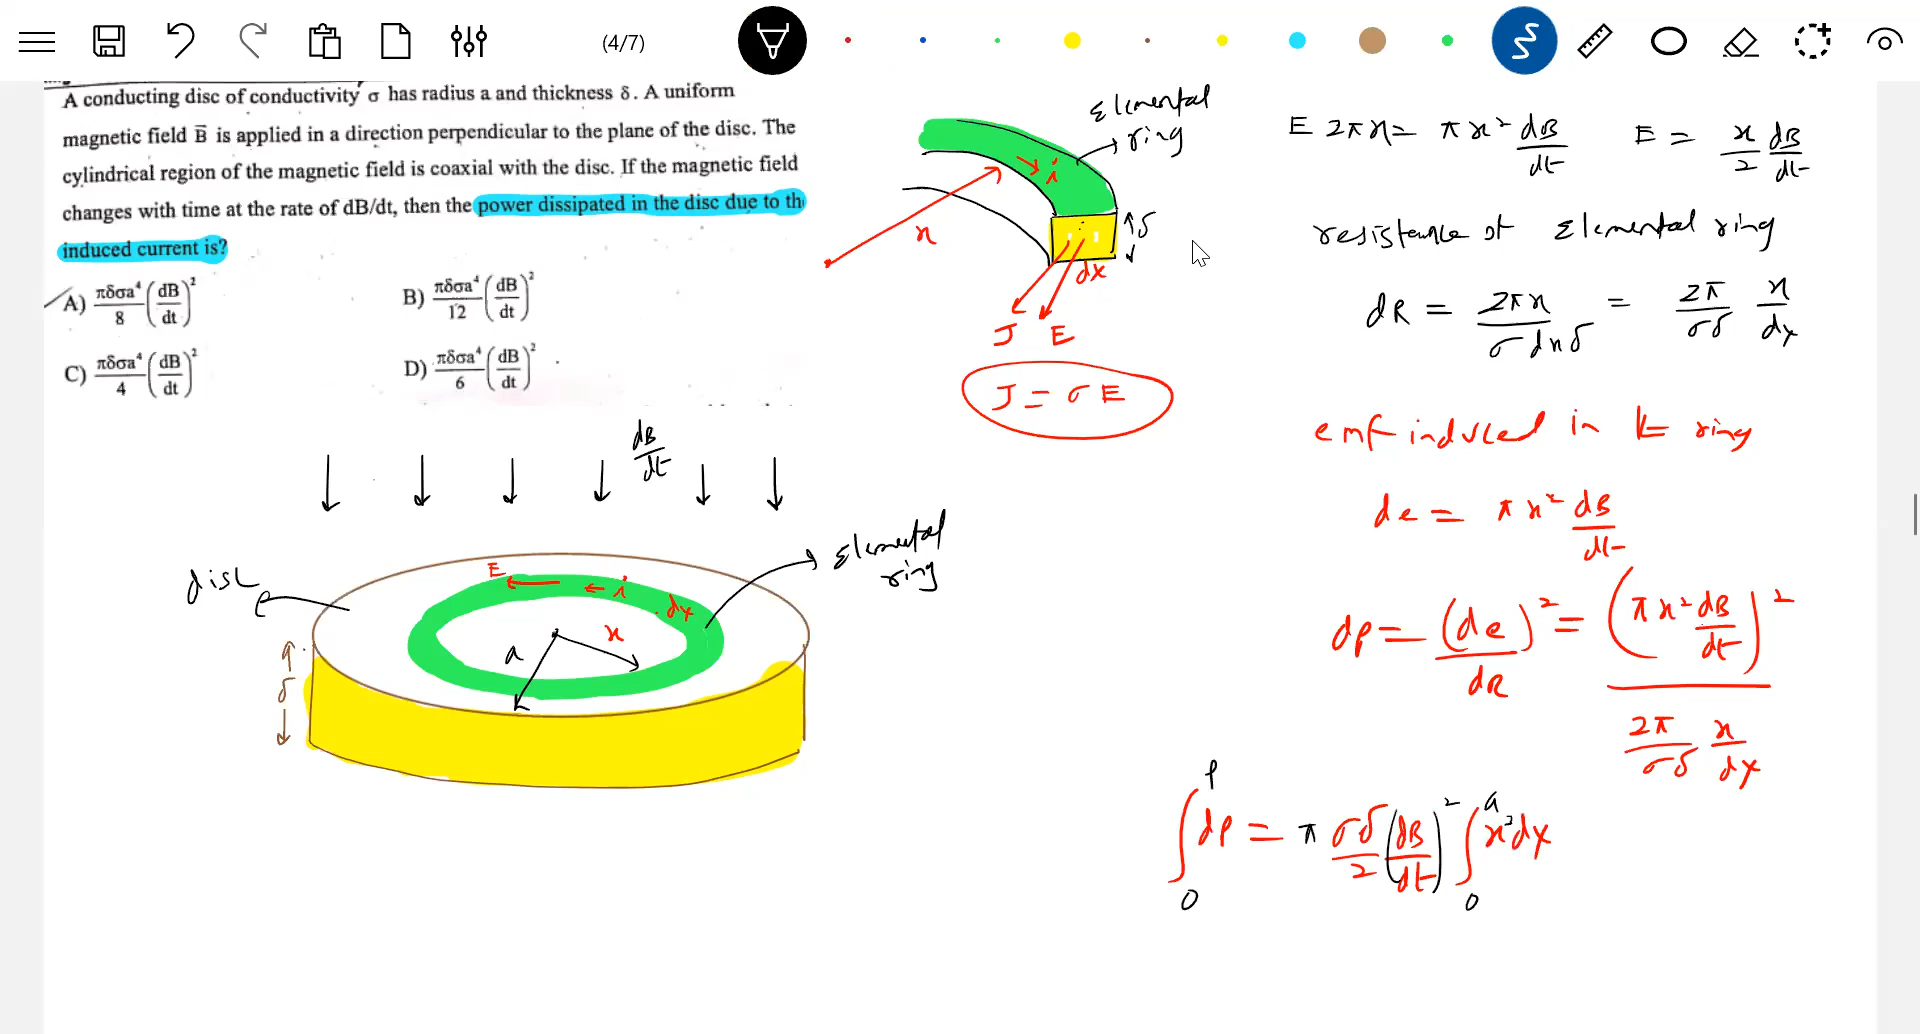 (4/7)
A conducting disc of conductivity σ has radius a and thickness δ. A uniform
magnetic field B̄ is applied in a direction perpendicular to the plane of the disc. The
cylindrical region of the magnetic field is coaxial with the disc. If the magnetic field
changes with time at the rate of dB/dt, then the power dissipated in the disc due to th
induced current is?
A) πδσa⁴/8 (dB/dt)²
B) πδσa⁴/12 (dB/dt)²
C) πδσa⁴/4 (dB/dt)²
D) πδσa⁴/6 (dB/dt)²
Elemental
ring
i
x
δ
dx
J E
J = σE
dB/dt
disc
E
i
dx
x
a
δ
Elemental
ring
E 2πx = πx² dB/dt
E = x/2 dB/dt
resistance of Elemental ring
dR = 2πx/σdxδ = 2π/σδ x/dx
emf induced in E ring
de = πx² dB/dt
dP = (de)²/dR = (πx² dB/dt)² / 2π/σδ x/dx
∫₀ᴾ dP = π σδ/2 (dB/dt)² ∫₀ᵃ x³dx